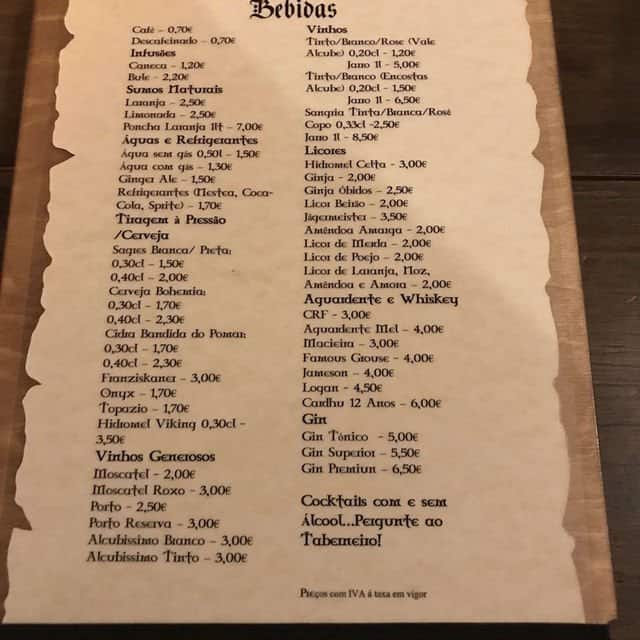 Bebidas
Café – 0,70€
Descafeinado – 0,70€
Infusões
Caneca – 1,20€
Bule – 2,20€
Sumos Naturais
Laranja – 2,50€
Limonada – 2,50€
Poncha Laranja 1lt – 7,00€
Águas e Refrigerantes
Água sem gás 0,50l – 1,50€
Água com gás – 1,30€
Ginger Ale – 1,50€
Refrigerantes (Nestea, Coca-
Cola, Sprite) – 1,70€
Tiragem à Pressão
/Cerveja
Sagres Branca/ Preta:
0,30cl – 1,50€
0,40cl – 2,00€
Cerveja Bohemia:
0,30cl – 1,70€
0,40cl – 2,30€
Cidra Bandida do Pomar:
0,30cl – 1,70€
0,40cl – 2,30€
Franziskaner – 3,00€
Onyx – 1,70€
Topazio – 1,70€
Hidromel Viking 0,30cl –
3,50€
Vinhos Generosos
Moscatel – 2,00€
Moscatel Roxo – 3,00€
Porto – 2,50€
Porto Reserva – 3,00€
Alcubissimo Branco – 3,00€
Alcubissimo Tinto – 3,00€
Vinhos
Tinto/Branco/Rose (Vale
Alcube) 0,20cl - 1,20€
Jarro 1l – 5,00€
Tinto/Branco (Encostas
Alcube) 0,20cl – 1,50€
Jarro 1l – 6,50€
Sangria Tinta/Branca/Rosé
Copo 0,33cl -2,50€
Jarro 1l – 8,50€
Licores
Hidromel Celta – 3,00€
Ginja – 2,00€
Ginja Óbidos – 2,50€
Licor Beirão – 2,00€
Jägermeister – 3,50€
Amêndoa Amarga – 2,00€
Licor de Merda – 2,00€
Licor de Poejo – 2,00€
Licor de Laranja, Noz,
Amêndoa e Amora – 2,00€
Aguardente e Whiskey
CRF – 3,00€
Aguardente Mel – 4,00€
Macieira – 3,00€
Famous Grouse – 4,00€
Jameson – 4,00€
Logan – 4,50€
Cardhu 12 Anos – 6,00€
Gin
Gin Tónico – 5,00€
Gin Superior – 5,50€
Gin Premiun – 6,50€
Cocktails com e sem
Álcool...Pergunte ao
Taberneiro!
Preços com IVA á taxa em vigor